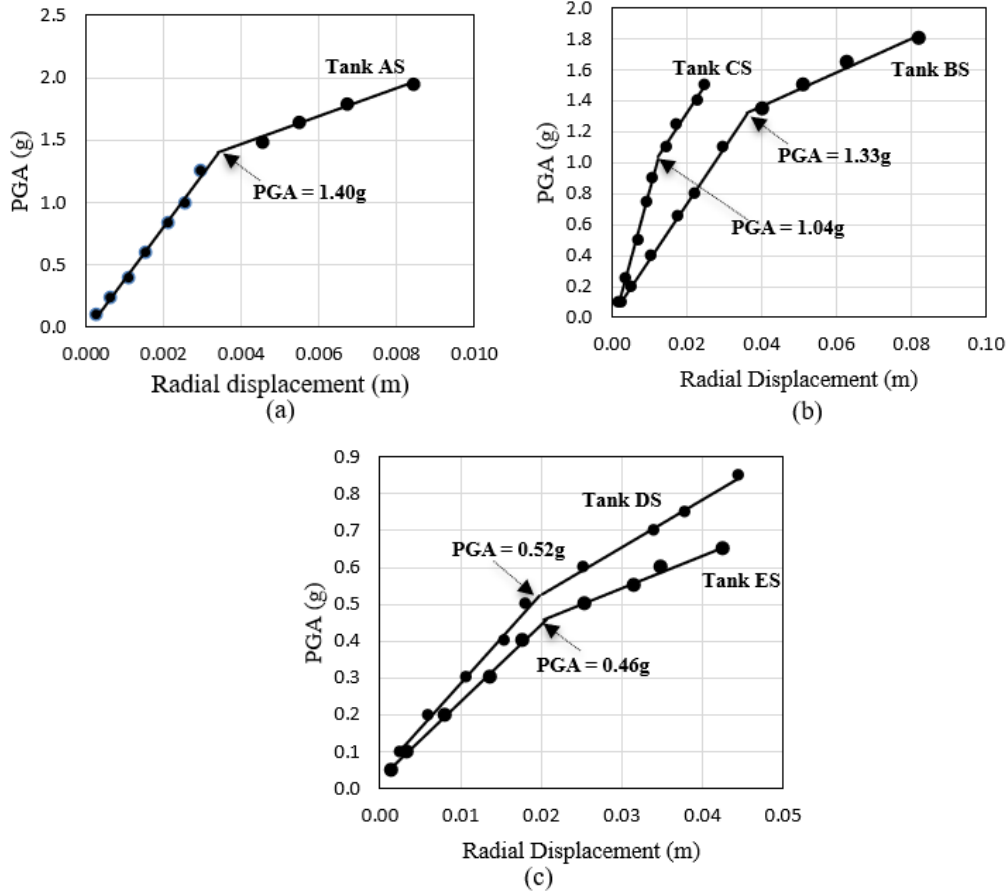 2.5
2.0
1.5
1.0
0.5
0.0
PGA (g)
Tank AS
PGA = 1.40g
0.000 0.002 0.004 0.006 0.008 0.010
Radial displacement (m)
(a)
2.0
1.8
1.6
1.4
1.2
1.0
0.8
0.6
0.4
0.2
0.0
PGA (g)
Tank CS
Tank BS
PGA = 1.33g
PGA = 1.04g
0.00 0.02 0.04 0.06 0.08 0.10
Radial Displacement (m)
(b)
0.9
0.8
0.7
0.6
0.5
0.4
0.3
0.2
0.1
0.0
PGA (g)
Tank DS
PGA = 0.52g
Tank ES
PGA = 0.46g
0.00 0.01 0.02 0.03 0.04 0.05
Radial Displacement (m)
(c)